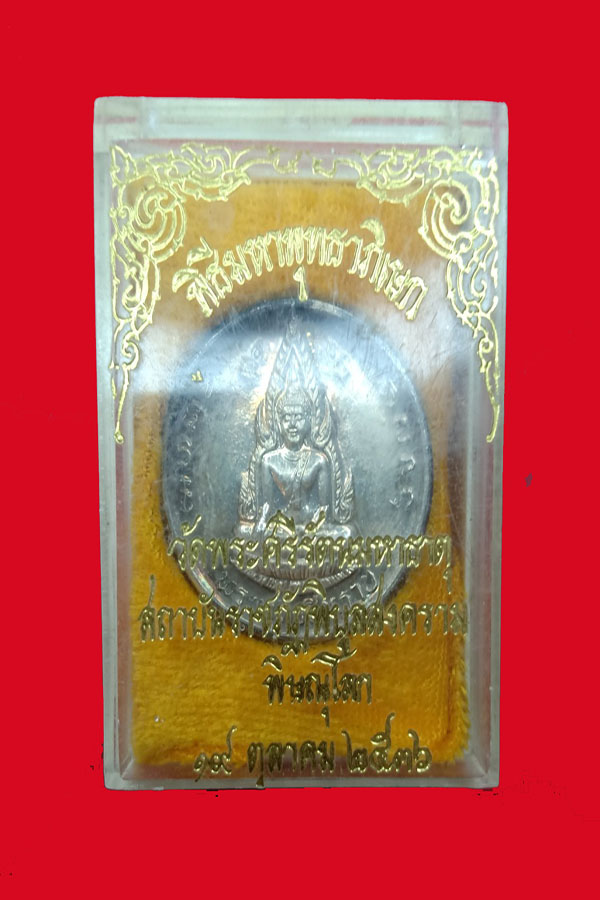 พิธีมหาพุทธาภิเษก
วัดพระศรีรัตนมหาธาตุ
สถาบันราชภัฏพิบูลสงคราม
พิษณุโลก
๑๙ ตุลาคม ๒๕๓๖